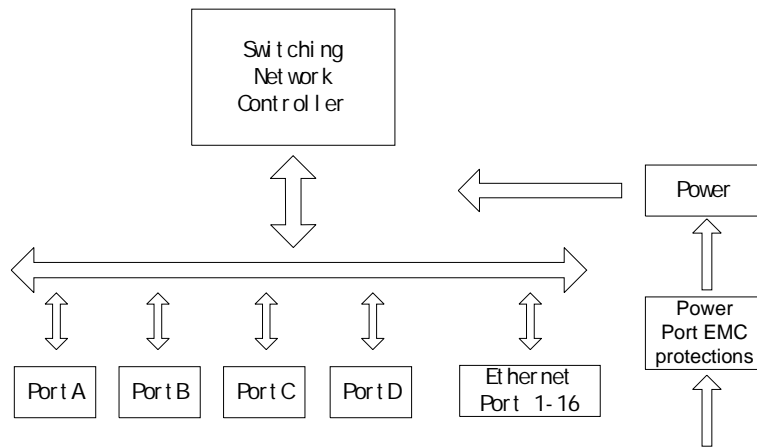 Switching
Network
Controller
Power
Power
Port EMC
protections
Port A
Port B
Port C
Port D
Ethernet
Port 1-16